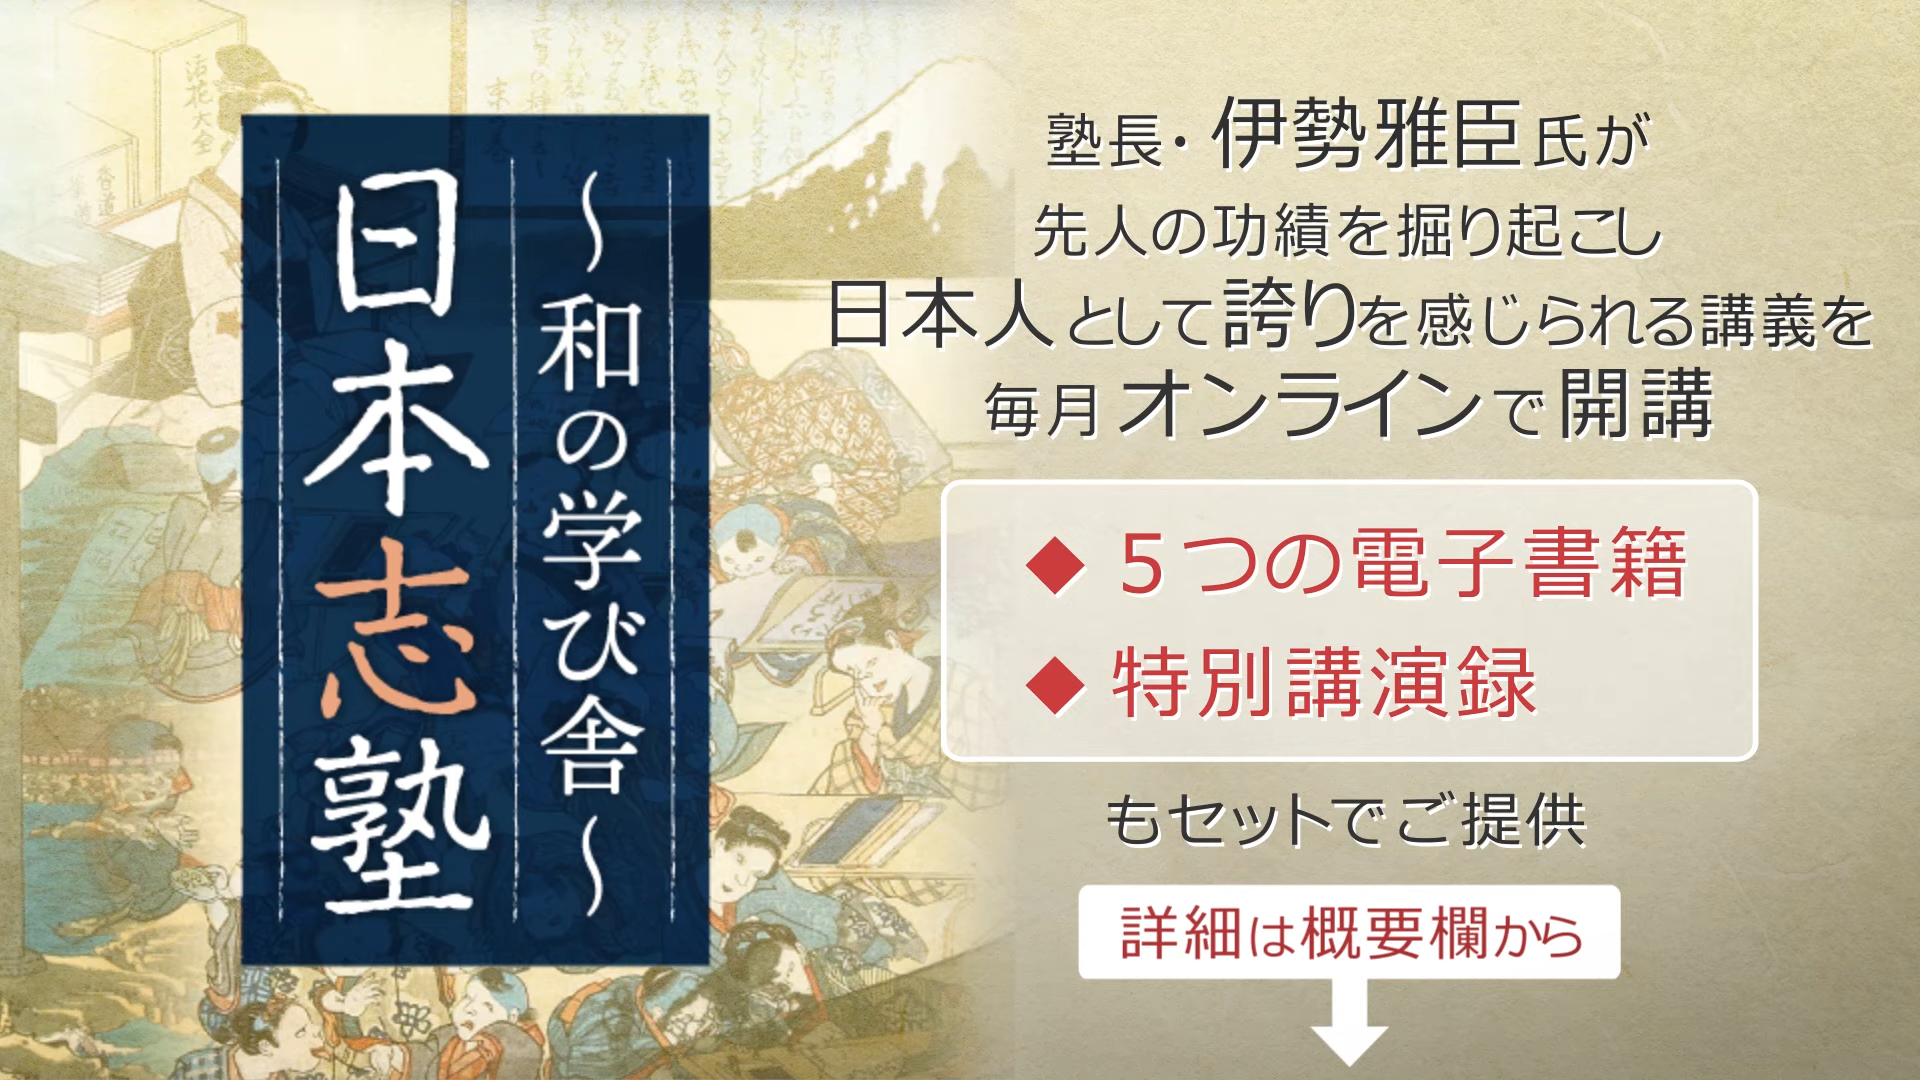 日本志塾
〜和の学び舎〜
塾長・伊勢雅臣氏が
先人の功績を掘り起こし
日本人として誇りを感じられる講義を
毎月オンラインで開講
◆ 5つの電子書籍
◆ 特別講演録
もセットでご提供
詳細は概要欄から